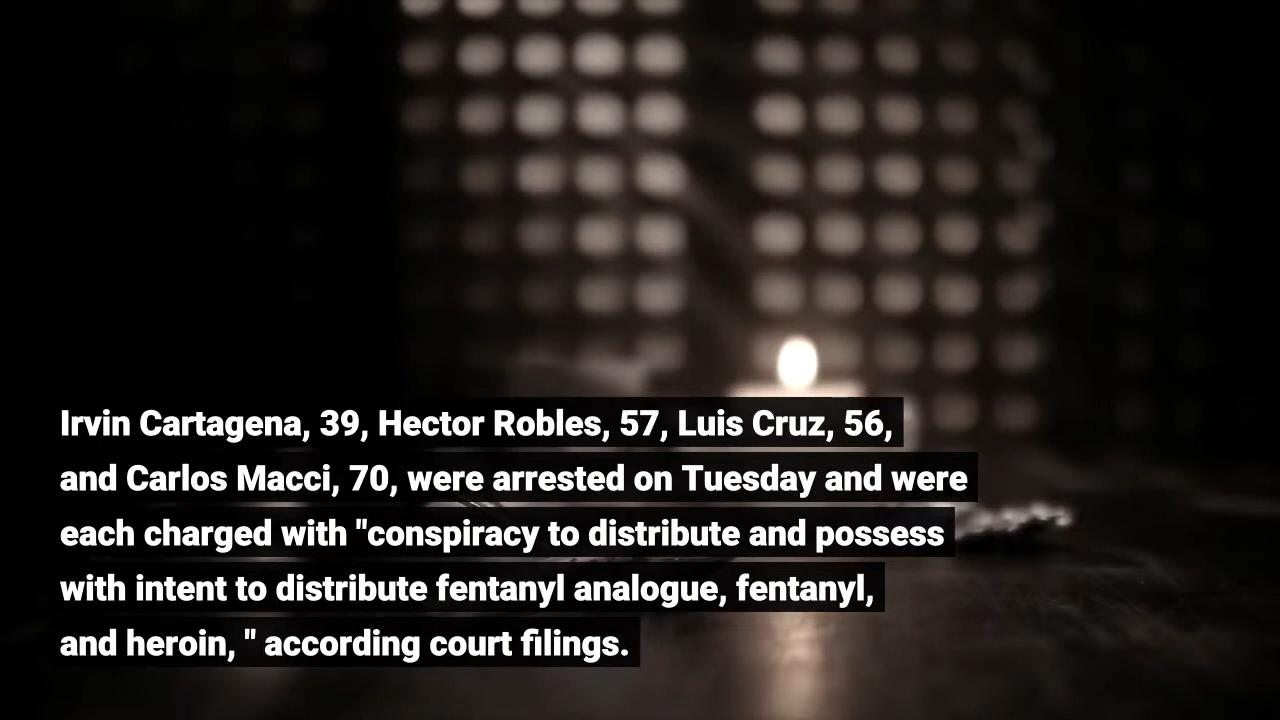 Irvin Cartagena, 39, Hector Robles, 57, Luis Cruz, 56,
and Carlos Macci, 70, were arrested on Tuesday and were
each charged with "conspiracy to distribute and possess
with intent to distribute fentanyl analogue, fentanyl,
and heroin, " according court filings.